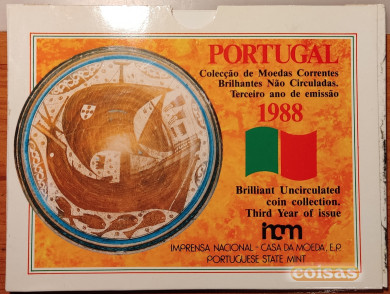 PORTUGAL
Colecção de Moedas Correntes
Brilhantes Não Circuladas.
Terceiro ano de emissão
1988
Brilliant Uncirculated
coin collection.
Third Year of issue
incm
IMPRENSA NACIONAL - CASA DA MOEDA, E.P.
PORTUGUESE STATE MINT
coisas